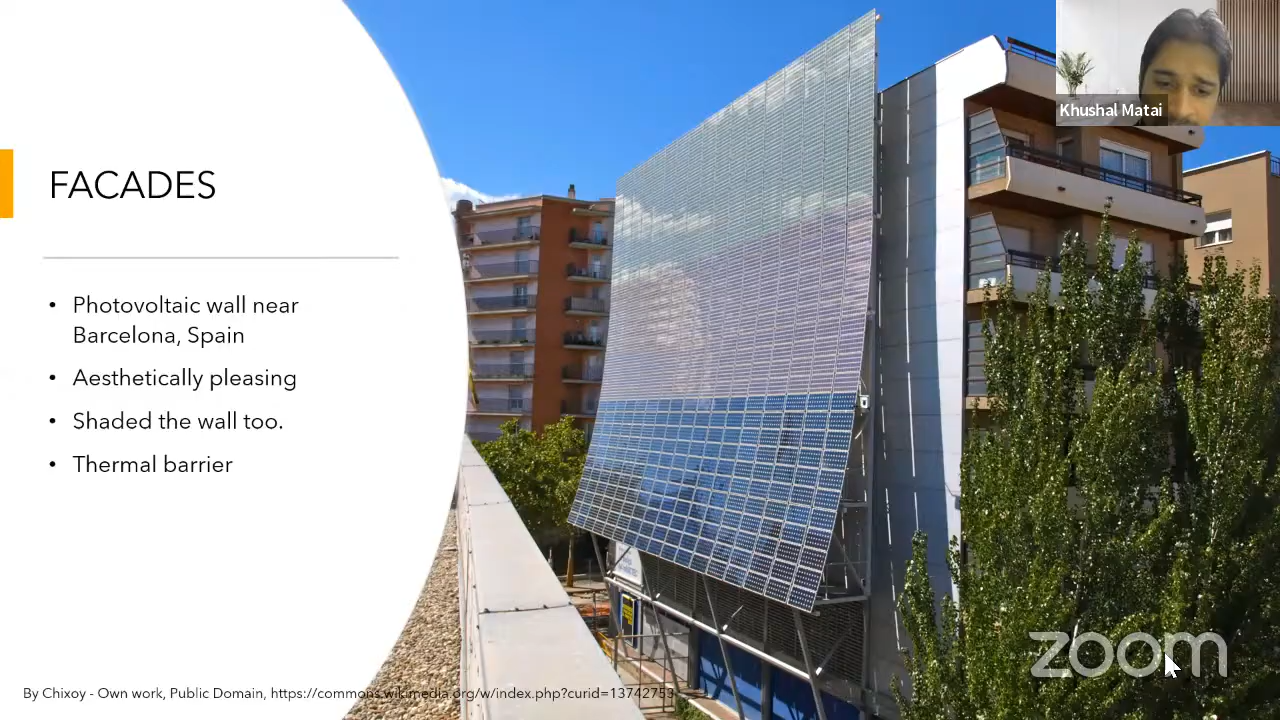 FACADES
• Photovoltaic wall near
Barcelona, Spain
• Aesthetically pleasing
• Shaded the wall too.
• Thermal barrier
Khushal Matai
zoom
By Chixoy - Own work, Public Domain, https://commons.wikimedia.org/w/index.php?curid=13742753